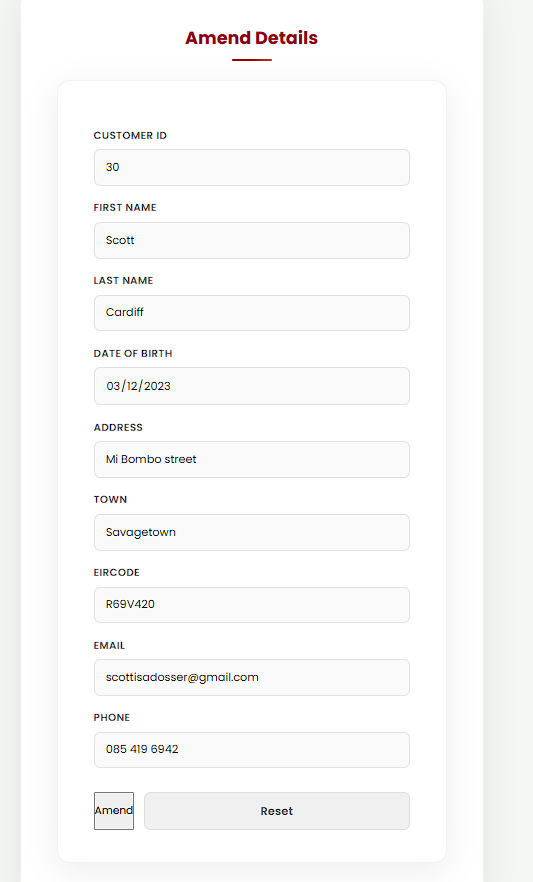 Amend Details
CUSTOMER ID
30
FIRST NAME
Scott
LAST NAME
Cardiff
DATE OF BIRTH
03/12/2023
ADDRESS
Mi Bombo street
TOWN
Savagetown
EIRCODE
R69V420
EMAIL
scottisadosser@gmail.com
PHONE
085 419 6942
Amend Reset